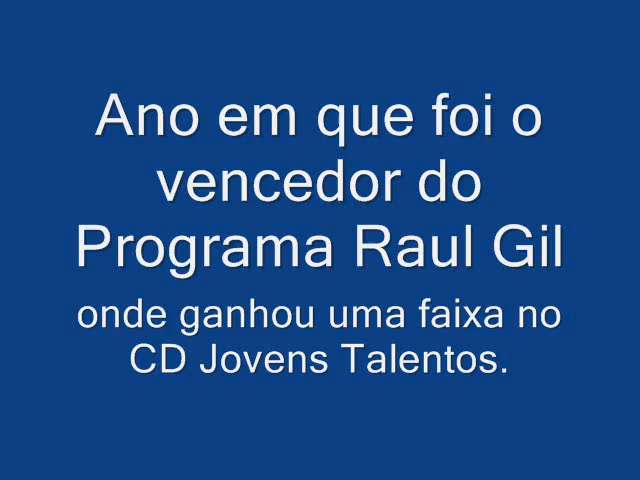 Ano em que foi o
vencedor do
Programa Raul Gil
onde ganhou uma faixa no
CD Jovens Talentos.